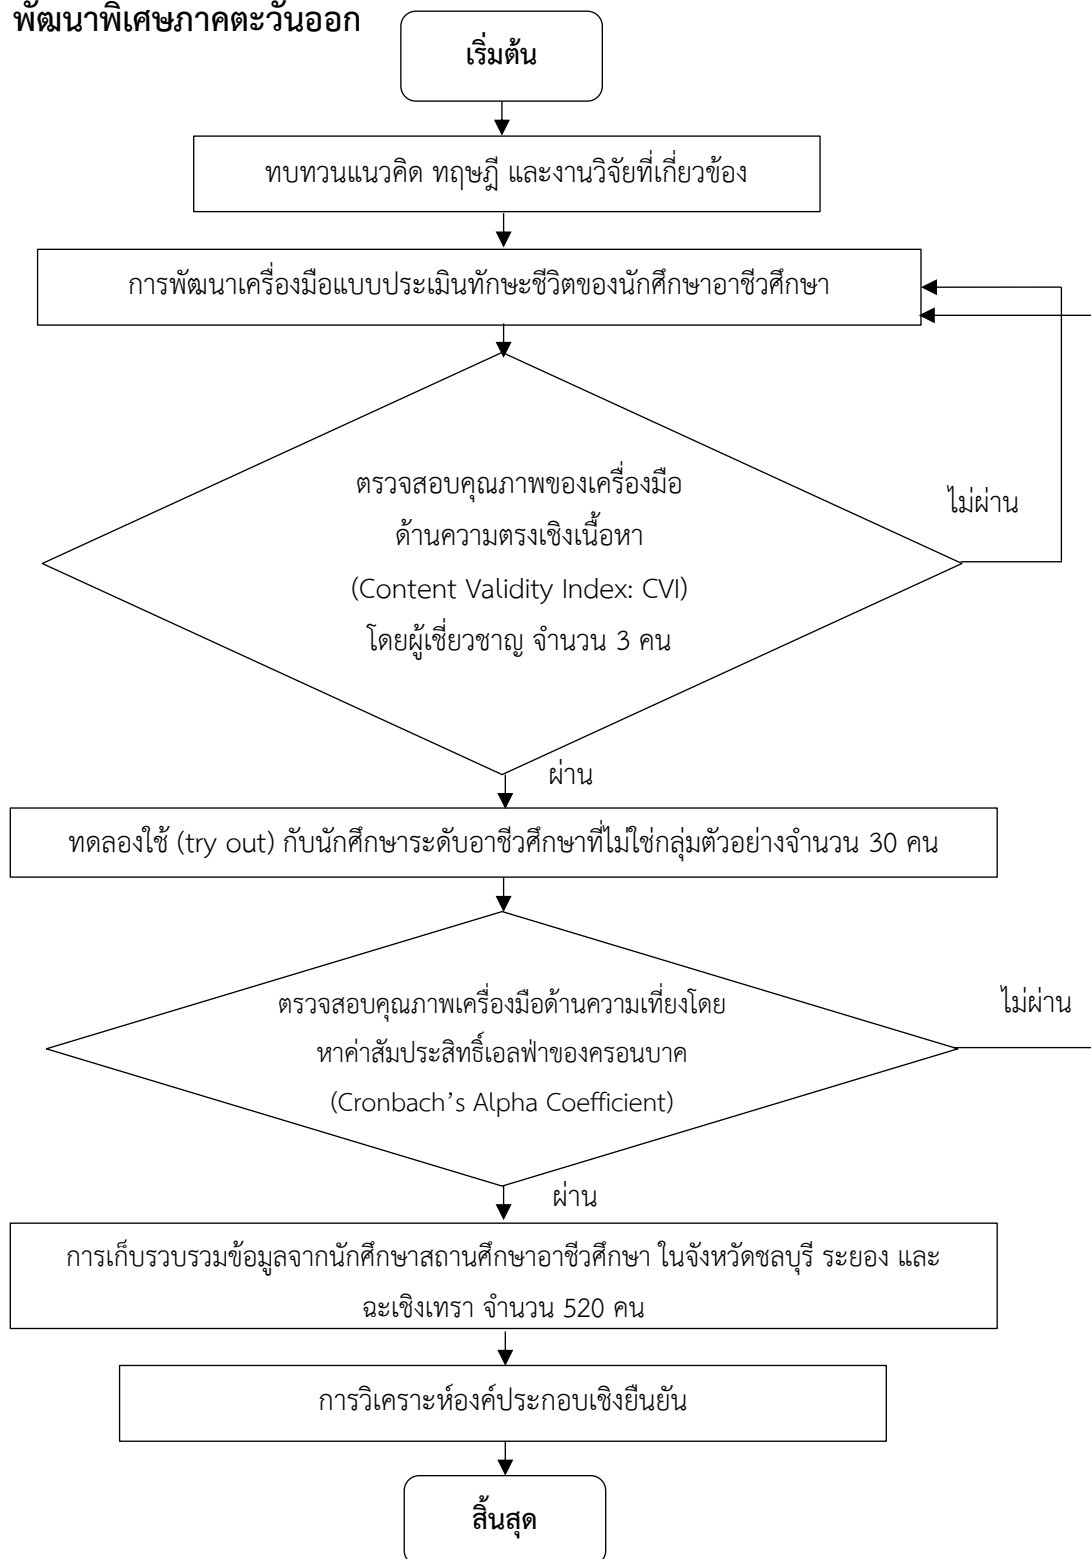 พัฒนาพิเศษภาคตะวันออก
เริ่มต้น
ทบทวนแนวคิด ทฤษฎี และงานวิจัยที่เกี่ยวข้อง
การพัฒนาเครื่องมือแบบประเมินทักษะชีวิตของนักศึกษาอาชีวศึกษา
ตรวจสอบคุณภาพของเครื่องมือ
ด้านความตรงเชิงเนื้อหา
(Content Validity Index: CVI)
โดยผู้เชี่ยวชาญ จำนวน 3 คน
ไม่ผ่าน
ผ่าน
ทดลองใช้ (try out) กับนักศึกษาระดับอาชีวศึกษาที่ไม่ใช่กลุ่มตัวอย่างจำนวน 30 คน
ตรวจสอบคุณภาพเครื่องมือด้านความเที่ยงโดย
หาค่าสัมประสิทธิ์เอลฟ่าของครอนบาค
(Cronbach’s Alpha Coefficient)
ไม่ผ่าน
ผ่าน
การเก็บรวบรวมข้อมูลจากนักศึกษาสถานศึกษาอาชีวศึกษา ในจังหวัดชลบุรี ระยอง และ
ฉะเชิงเทรา จำนวน 520 คน
การวิเคราะห์องค์ประกอบเชิงยืนยัน
สิ้นสุด